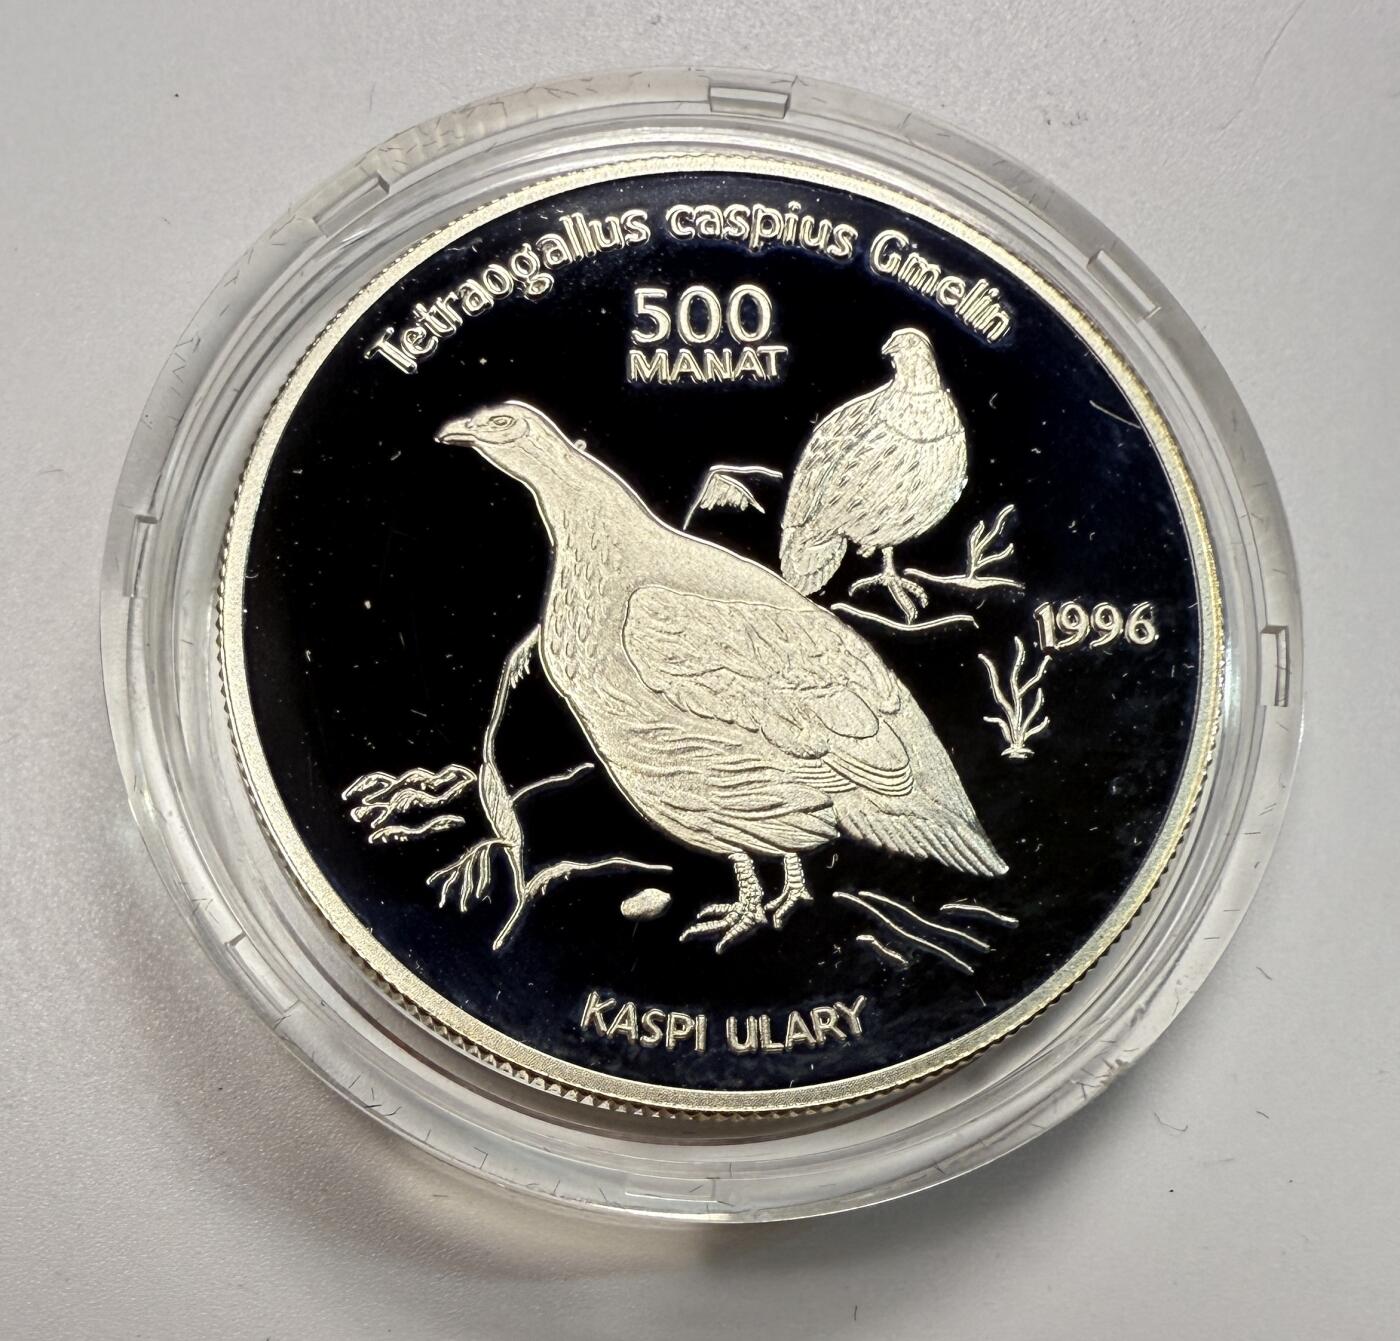 Tetraogallus caspius Gmelin
500
MANAT
1996
KASPI ULARY